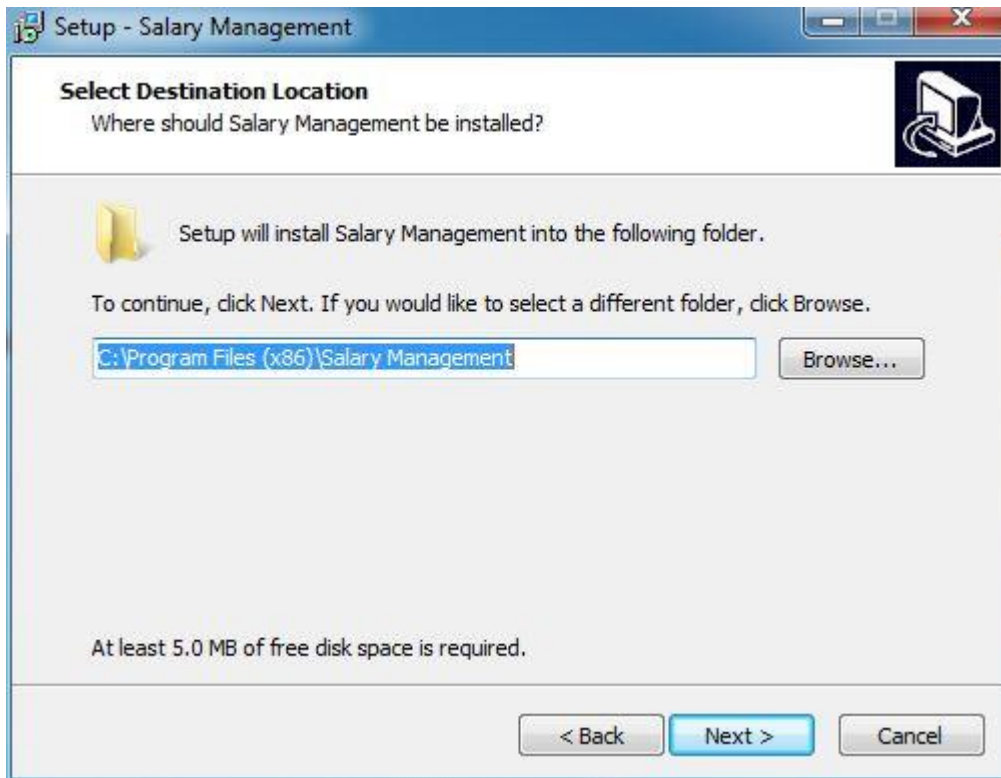 Setup - Salary Management
Select Destination Location
Where should Salary Management be installed?
Setup will install Salary Management into the following folder.
To continue, click Next. If you would like to select a different folder, click Browse.
C:\Program Files (x86)\Salary Management
Browse...
At least 5.0 MB of free disk space is required.
< Back Next > Cancel